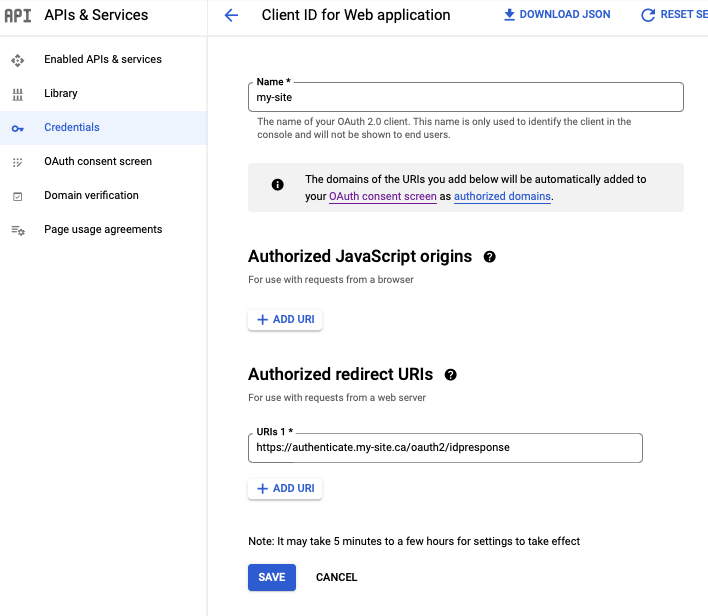 API APIs & Services
Enabled APIs & services
Library
Credentials
OAuth consent screen
Domain verification
Page usage agreements
Client ID for Web application
DOWNLOAD JSON
RESET SE
Name *
my-site
The name of your OAuth 2.0 client. This name is only used to identify the client in the
console and will not be shown to end users.
The domains of the URIs you add below will be automatically added to
your OAuth consent screen as authorized domains.
Authorized JavaScript origins
For use with requests from a browser
+ ADD URI
Authorized redirect URIs
For use with requests from a web server
URIs 1 *
https://authenticate.my-site.ca/oauth2/idpresponse
+ ADD URI
Note: It may take 5 minutes to a few hours for settings to take effect
SAVE CANCEL